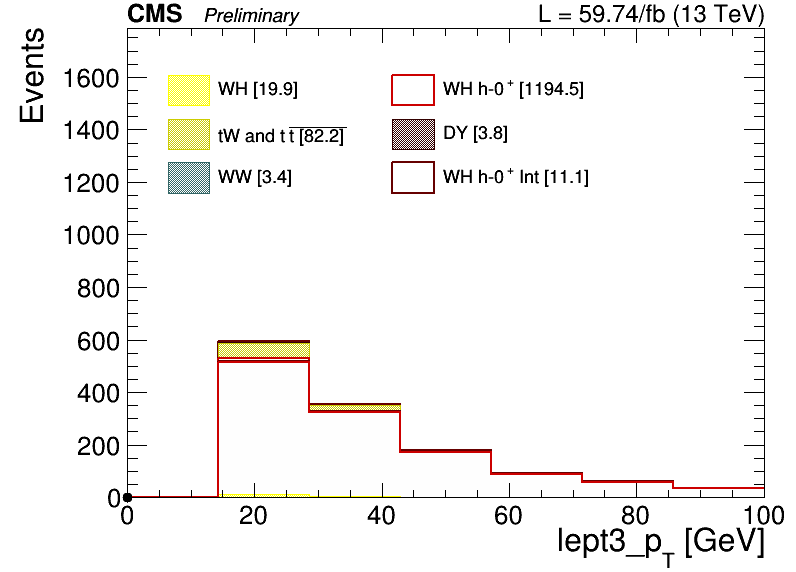 CMS Preliminary L = 59.74/fb (13 TeV)
Events
WH [19.9] WH h-0+ [1194.5]
tW and t t [82.2] DY [3.8]
WW [3.4] WH h-0+ Int [11.1]
1600
1400
1200
1000
800
600
400
200
0
0 20 40 60 80 100
lept3_pT [GeV]